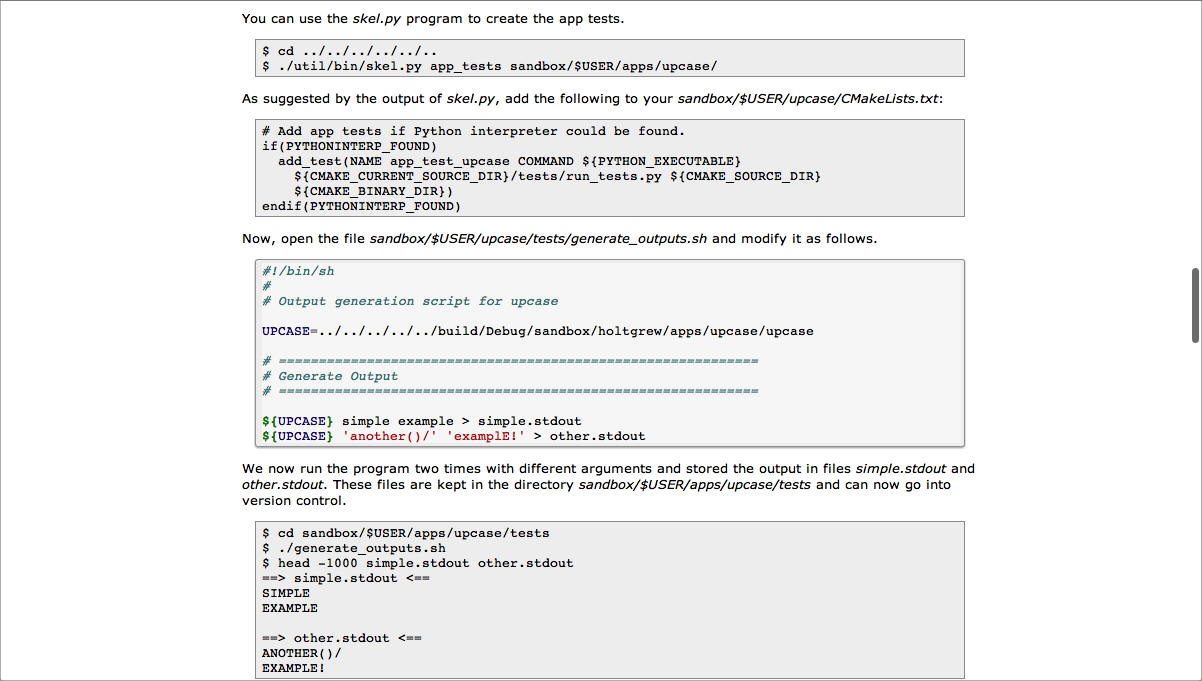 You can use the skel.py program to create the app tests.
$ cd ../../../../../..
$ ./util/bin/skel.py app_tests sandbox/$USER/apps/upcase/
As suggested by the output of skel.py, add the following to your sandbox/$USER/upcase/CMakeLists.txt:
# Add app tests if Python interpreter could be found.
if(PYTHONINTERP_FOUND)
  add_test(NAME app_test_upcase COMMAND ${PYTHON_EXECUTABLE}
    ${CMAKE_CURRENT_SOURCE_DIR}/tests/run_tests.py ${CMAKE_SOURCE_DIR}
    ${CMAKE_BINARY_DIR})
endif(PYTHONINTERP_FOUND)
Now, open the file sandbox/$USER/upcase/tests/generate_outputs.sh and modify it as follows.
#!/bin/sh
#
# Output generation script for upcase
UPCASE=../../../../../build/Debug/sandbox/holtgrew/apps/upcase/upcase
# ============================================================
# Generate Output
# ============================================================
${UPCASE} simple example > simple.stdout
${UPCASE} 'another()/' 'examplE!' > other.stdout
We now run the program two times with different arguments and stored the output in files simple.stdout and
other.stdout. These files are kept in the directory sandbox/$USER/apps/upcase/tests and can now go into
version control.
$ cd sandbox/$USER/apps/upcase/tests
$ ./generate_outputs.sh
$ head -1000 simple.stdout other.stdout
==> simple.stdout <==
SIMPLE
EXAMPLE
==> other.stdout <==
ANOTHER()/
EXAMPLE!